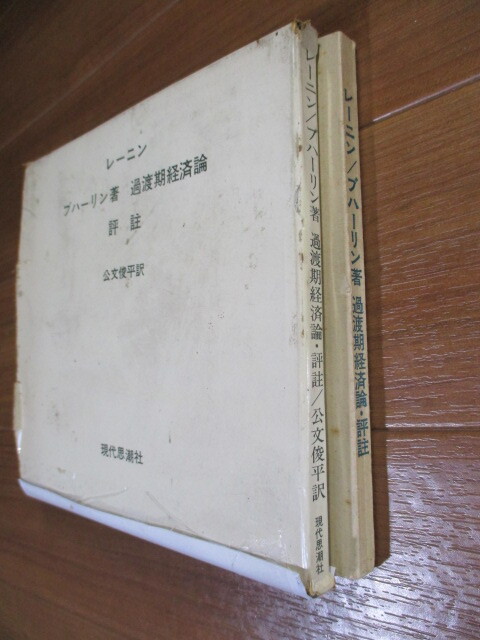 レーニン
ブハーリン著 過渡期経済論
評註
公文俊平訳
現代思潮社
レーニン/ブハーリン著 過渡期経済論・評註/公文俊平訳 現代思潮社
レーニン/ブハーリン著 過渡期経済論・評註